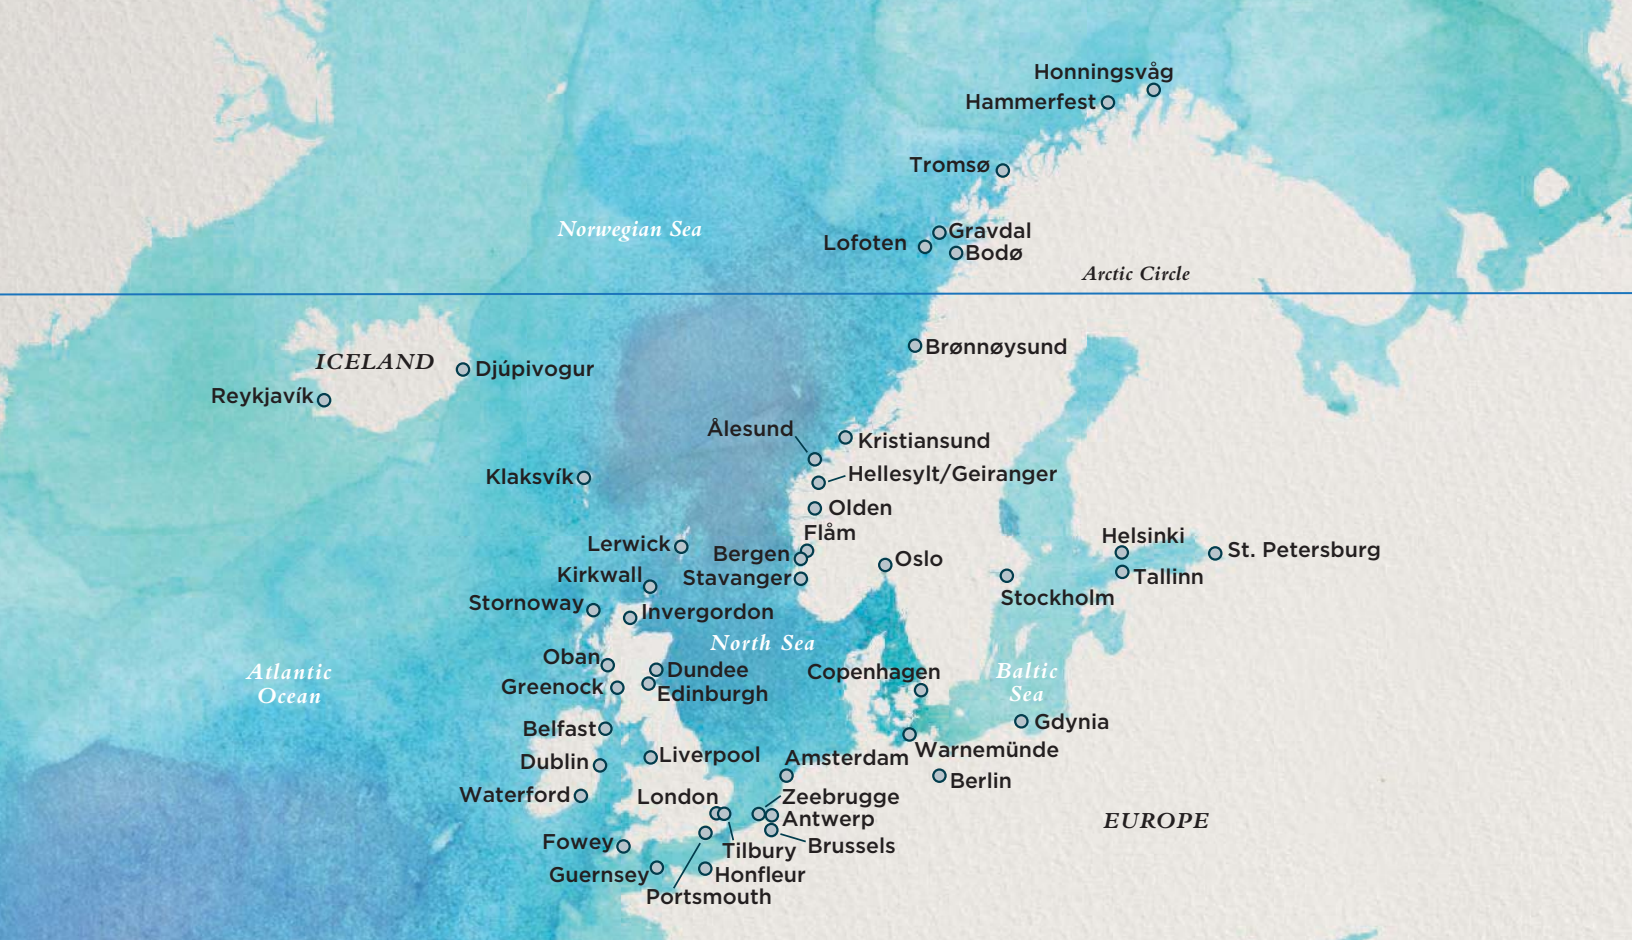 Honningsvåg
Hammerfest
Tromsø
Norwegian Sea
Gravdal
Lofoten
Bodø
Arctic Circle
Brønnøysund
ICELAND
Djúpivogur
Reykjavík
Ålesund
Kristiansund
Hellesylt/Geiranger
Klaksvík
Olden
Flåm
Helsinki
Lerwick
Bergen
Oslo
St. Petersburg
Kirkwall
Stavanger
Tallinn
Stornoway
Invergordon
Stockholm
North Sea
Oban
Dundee
Copenhagen
Baltic
Sea
Atlantic
Ocean
Greenock
Edinburgh
Belfast
Gdynia
Dublin
Liverpool
Amsterdam
Warnemünde
Berlin
Waterford
London
Zeebrugge
Antwerp
EUROPE
Fowey
Tilbury
Brussels
Guernsey
Honfleur
Portsmouth